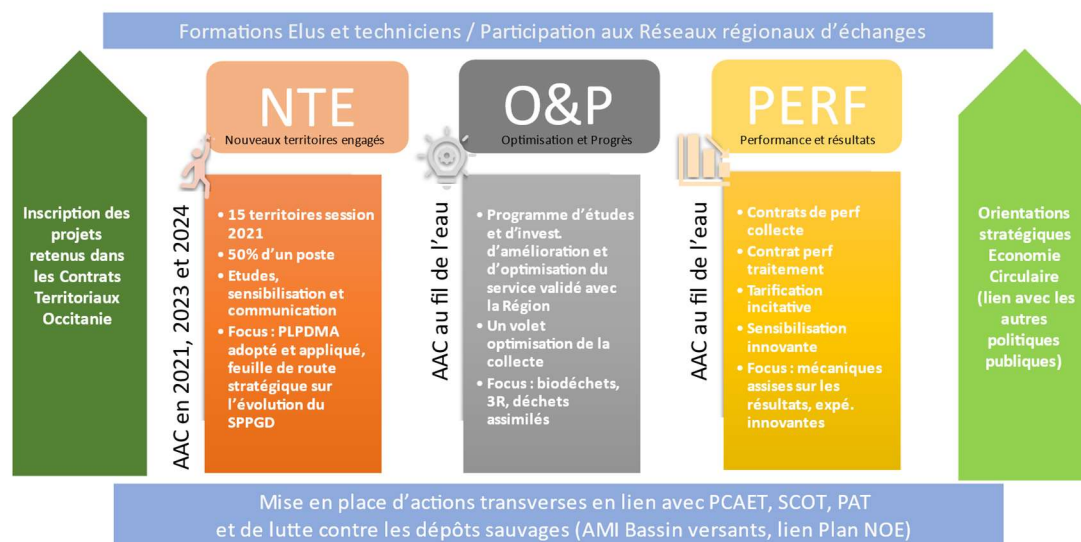 Formations Elus et techniciens / Participation aux Réseaux régionaux d'échanges
Inscription des
projets
retenus dans
les Contrats
Territoriaux
Occitanie
AAC en 2021, 2023 et 2024
NTE
Nouveaux territoires engagés
• 15 territoires session
2021
• 50% d'un poste
• Etudes,
sensibilisation et
communication
• Focus : PLPDMA
adopté et appliqué,
feuille de route
stratégique sur
l'évolution du
SPPGD
AAC au fil de l'eau
O&P
Optimisation et Progrès
• Programme d'études
et d'invest.
d'amélioration et
d'optimisation du
service validé avec
la Région
• Un volet
optimisation de la
collecte
• Focus : biodéchets,
3R, déchets
assimilés
AAC au fil de l'eau
PERF
Performance et résultats
• Contrats de perf
collecte
• Contrat perf
traitement
• Tarification
incitative
• Sensibilisation
innovante
• Focus : mécaniques
assises sur les
résultats, expé.
innovantes
Orientations
stratégiques
Economie
Circulaire
(lien avec les
autres
politiques
publiques)
Mise en place d'actions transverses en lien avec PCAET, SCOT, PAT
et de lutte contre les dépôts sauvages (AMI Bassin versants, lien Plan NOE)